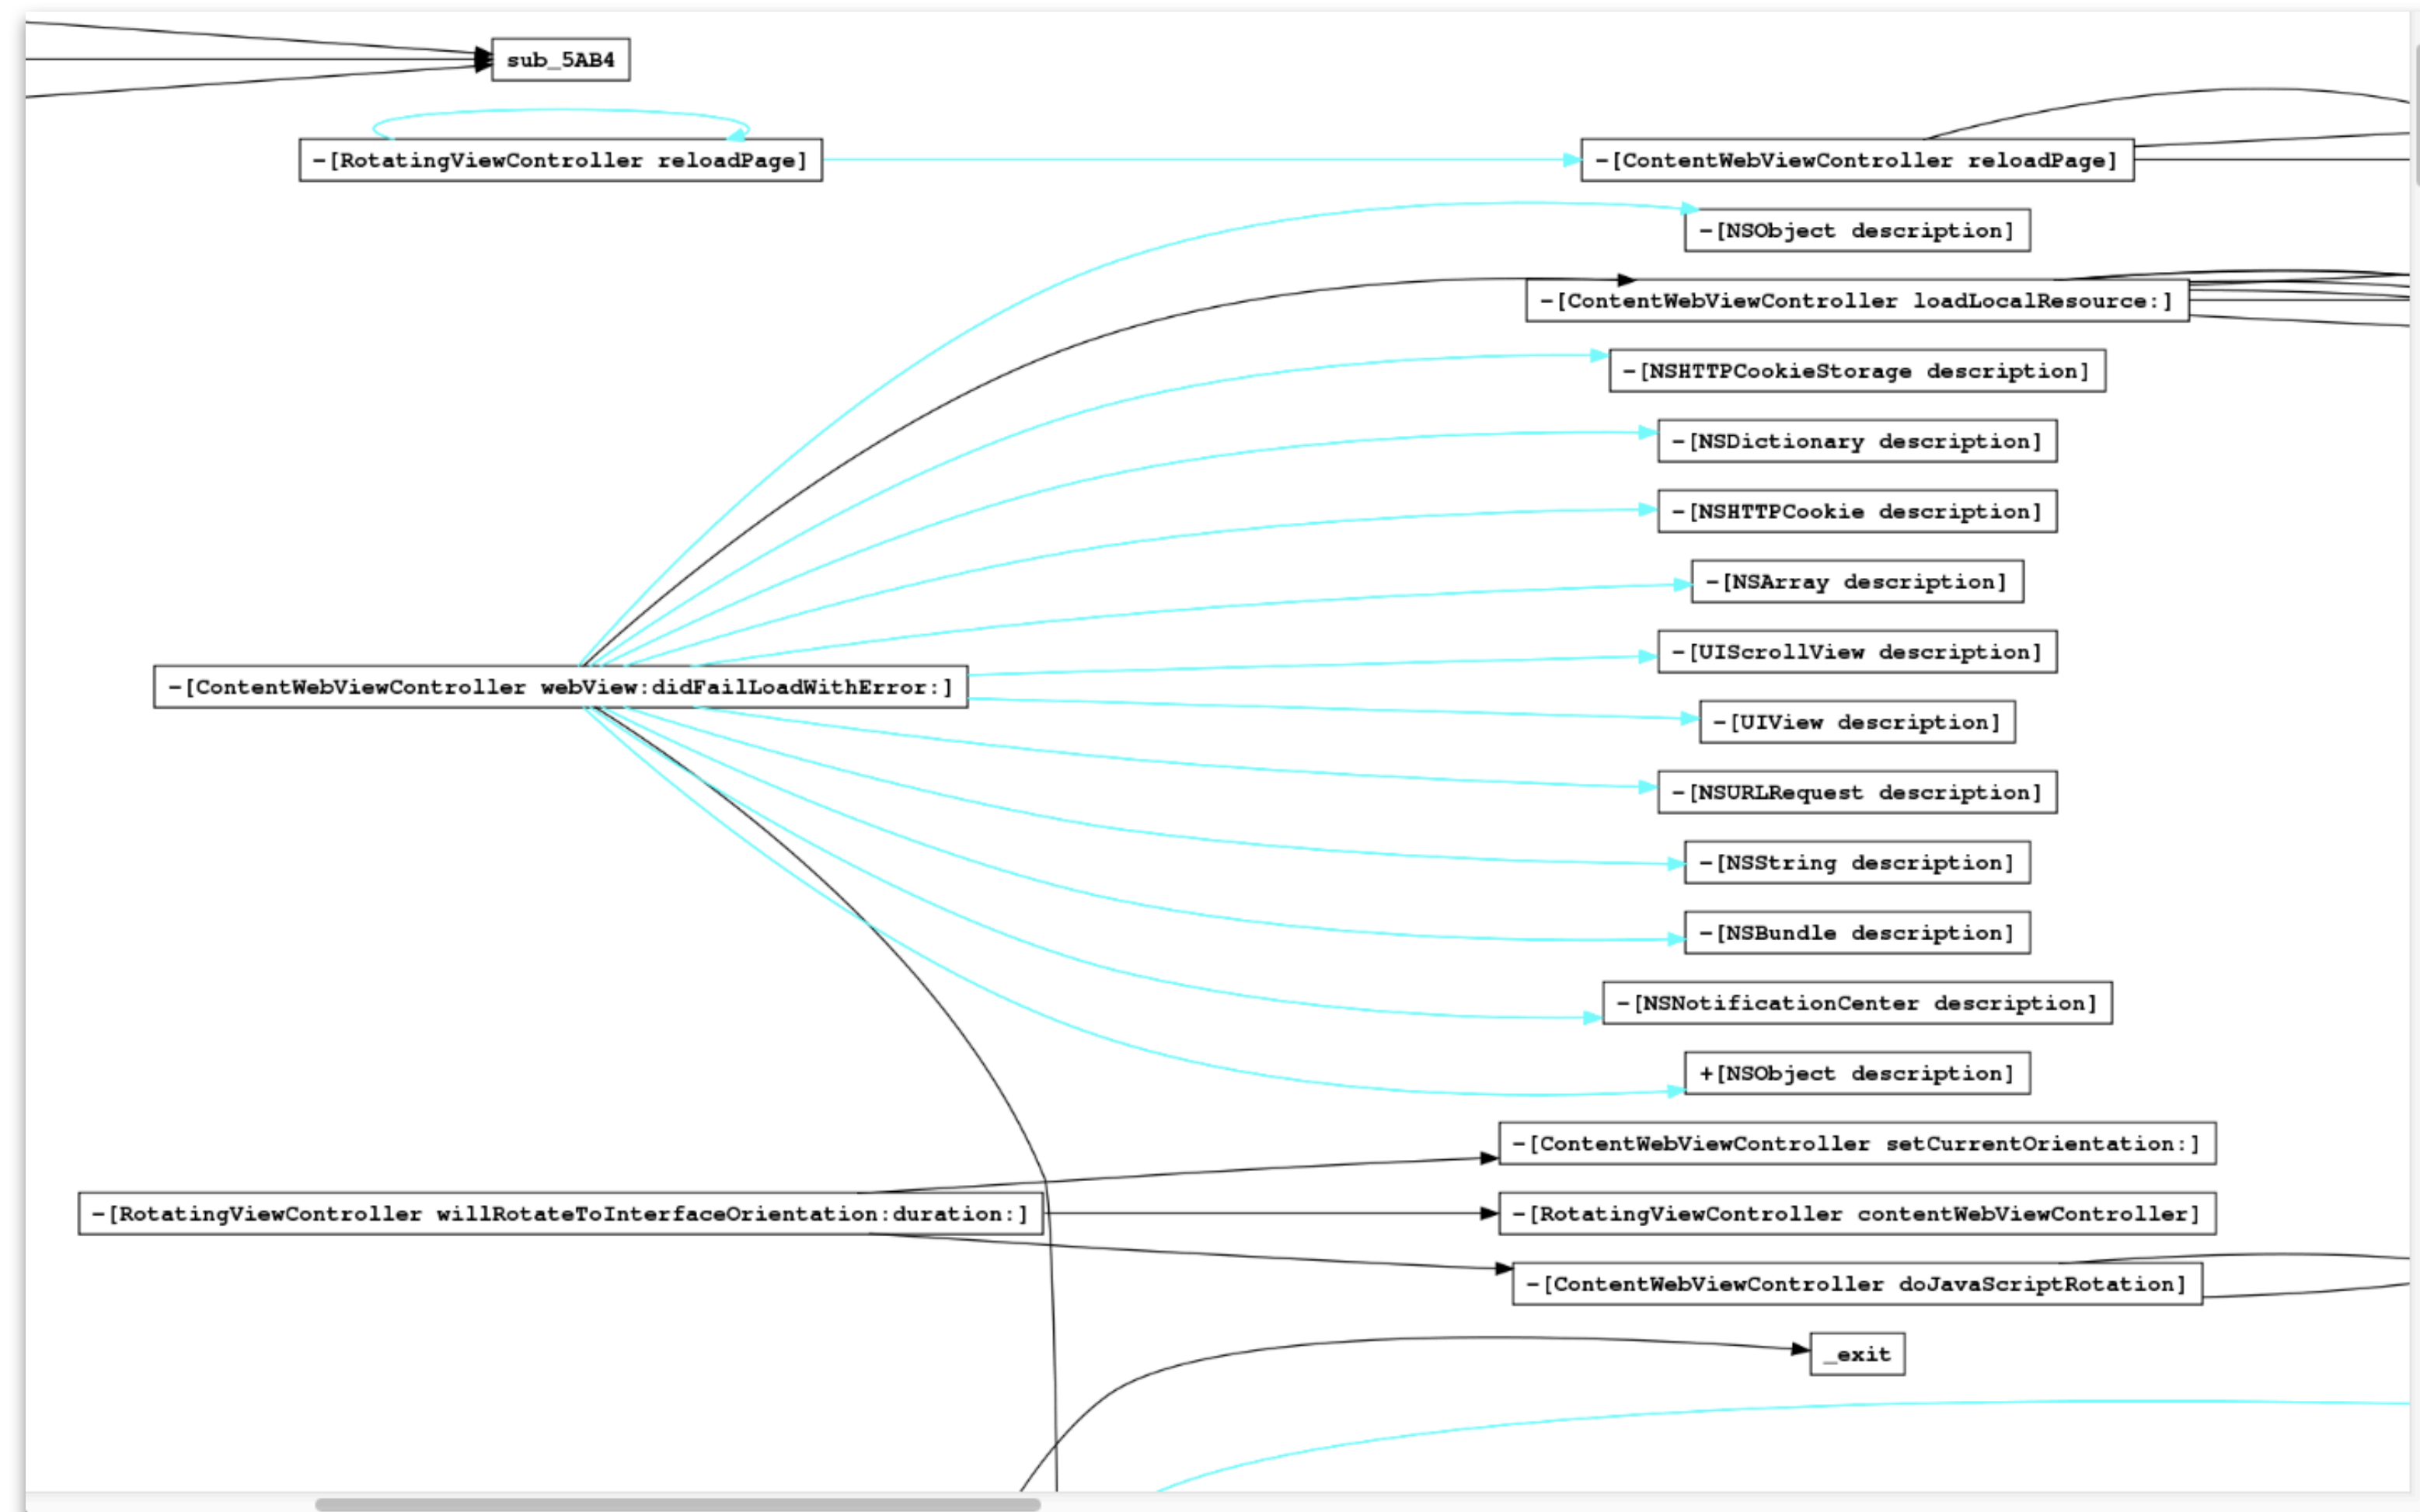 sub_5AB4
-[RotatingViewController reloadPage]
-[ContentWebViewController reloadPage]
-[NSObject description]
-[ContentWebViewController loadLocalResource:]
-[NSHTTPCookieStorage description]
-[NSDictionary description]
-[NSHTTPCookie description]
-[NSArray description]
-[UIScrollView description]
-[ContentWebViewController webView:didFailLoadWithError:]
-[UIView description]
-[NSURLRequest description]
-[NSString description]
-[NSBundle description]
-[NSNotificationCenter description]
+[NSObject description]
-[ContentWebViewController setCurrentOrientation:]
-[RotatingViewController willRotateToInterfaceOrientation:duration:]
-[RotatingViewController contentWebViewController]
-[ContentWebViewController doJavaScriptRotation]
_exit